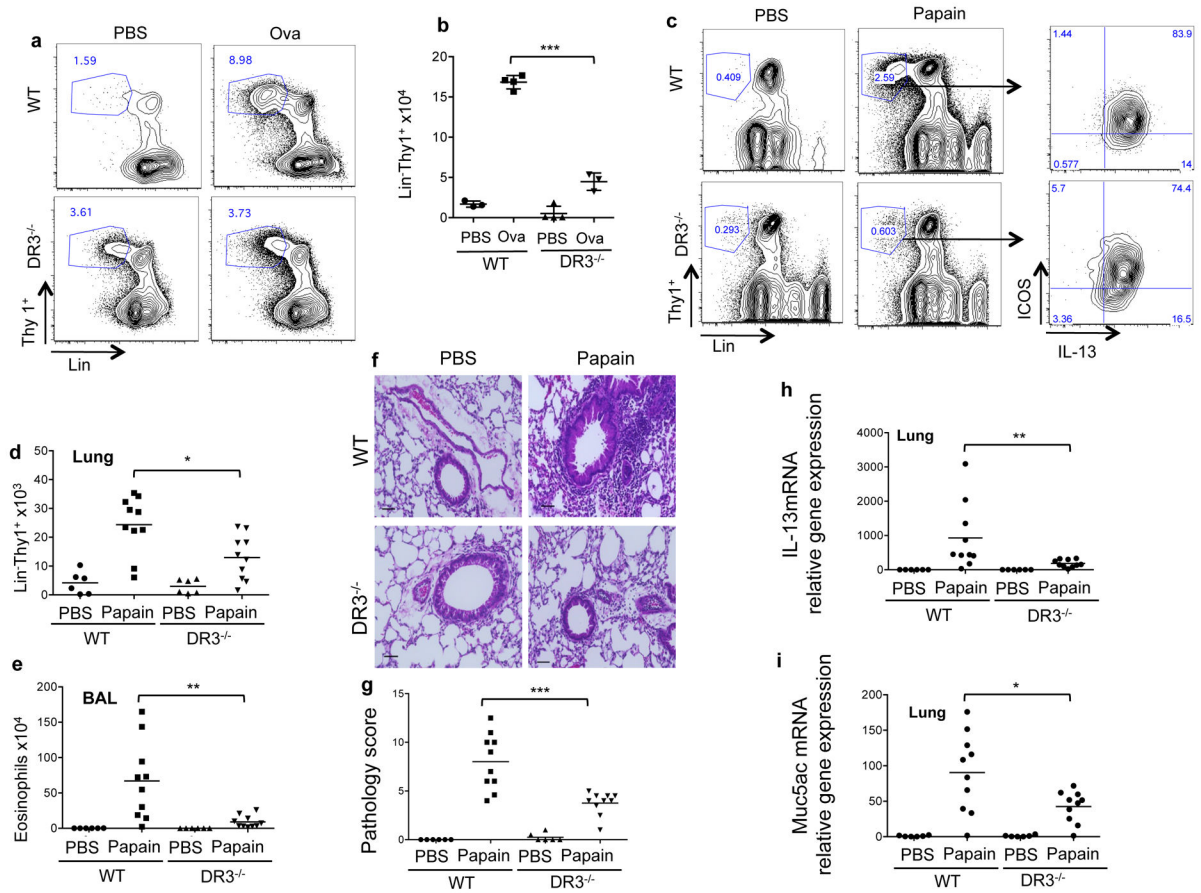 a
PBS
Ova
WT
1.59
8.98
DR3-/-
3.61
3.73
Thy 1+
Lin
b
***
Lin-Thy1+ x10⁴
20
15
10
5
0
PBS Ova PBS Ova
WT DR3-/-
c
PBS
Papain
WT
0.409
2.59
1.44 83.9
0.577 14
DR3-/-
0.293
0.603
5.7 74.4
3.36 16.5
Thy1+
Lin
ICOS
IL-13
d
Lung
*
Lin-Thy1+ x10³
50
40
30
20
10
0
PBS Papain PBS Papain
WT DR3-/-
e
BAL
**
Eosinophils x10⁴
200
150
100
50
0
PBS Papain PBS Papain
WT DR3-/-
f
PBS
Papain
WT
DR3-/-
g
***
Pathology score
15
10
5
0
PBS Papain PBS Papain
WT DR3-/-
h
Lung
**
IL-13mRNA
relative gene expression
4000
3000
2000
1000
0
PBS Papain PBS Papain
WT DR3-/-
i
Lung
*
Muc5ac mRNA
relative gene expression
200
150
100
50
0
PBS Papain PBS Papain
WT DR3-/-